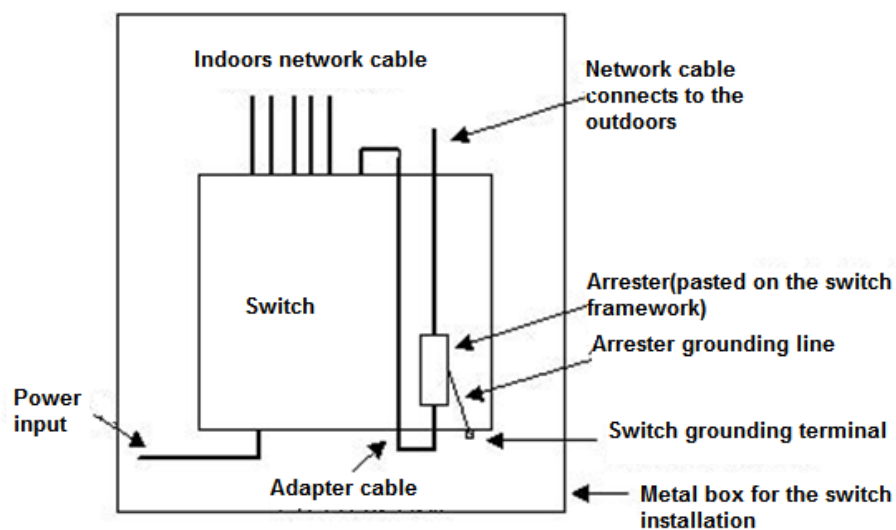 Indoors network cable
Network cable
connects to the
outdoors
Arrester(pasted on the switch
framework)
Switch
Arrester grounding line
Power
input
Switch grounding terminal
Adapter cable
Metal box for the switch
installation